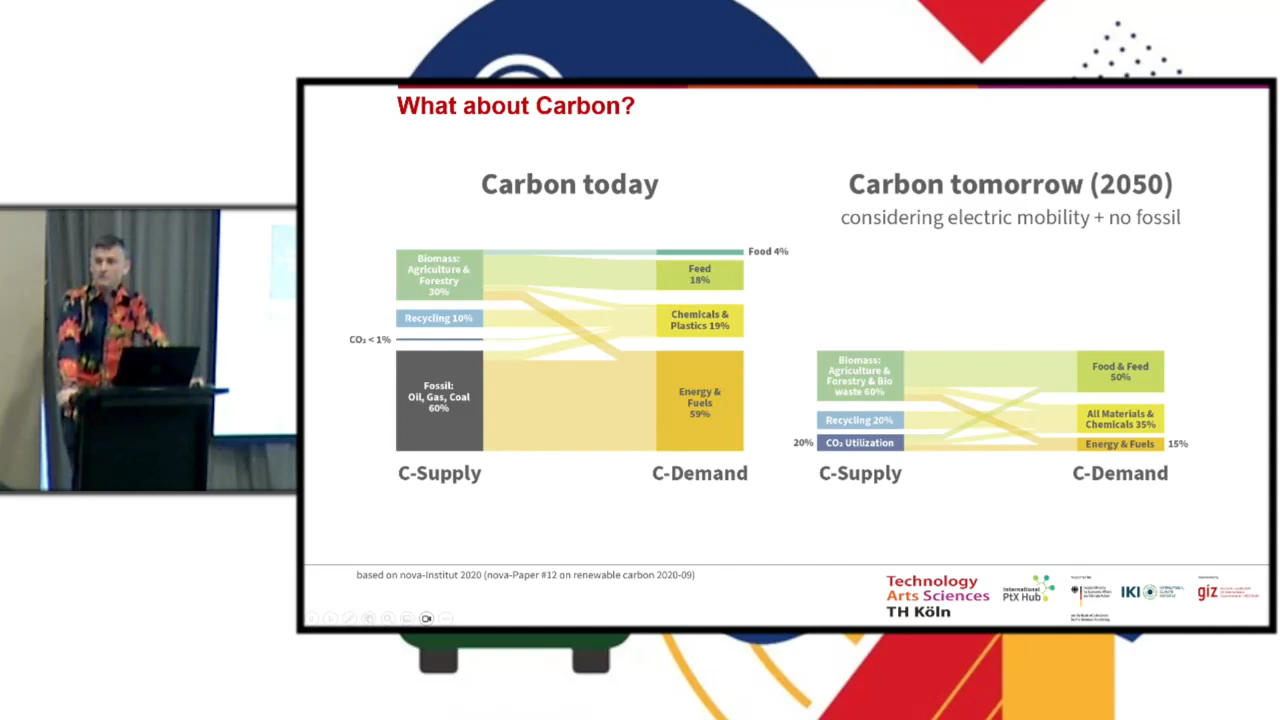 What about Carbon?
Carbon today
Biomass:
Agriculture &
Forestry
30%
Recycling 10%
CO₂ < 1%
Fossil:
Oil, Gas, Coal
60%
C-Supply
Food 4%
Feed
18%
Chemicals &
Plastics 19%
Energy &
Fuels
59%
C-Demand
Carbon tomorrow (2050)
considering electric mobility + no fossil
Biomass:
Agriculture &
Forestry & Bio
waste 60%
Recycling 20%
20%
CO₂ Utilization
C-Supply
Food & Feed
50%
All Materials &
Chemicals 35%
Energy & Fuels
15%
C-Demand
based on nova-Institut 2020 (nova-Paper #12 on renewable carbon 2020-09)
Technology
Arts Sciences
TH Köln
International
PtX Hub
IKI
giz